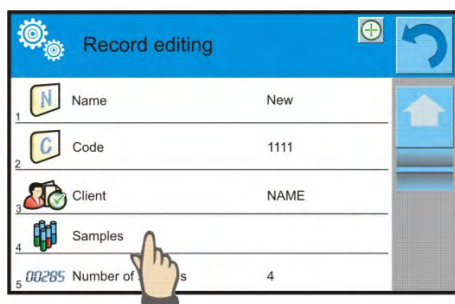 Record editing
N Name New
1
C Code 1111
2
Client NAME
3
Samples
4
00285 Number of s 4
5